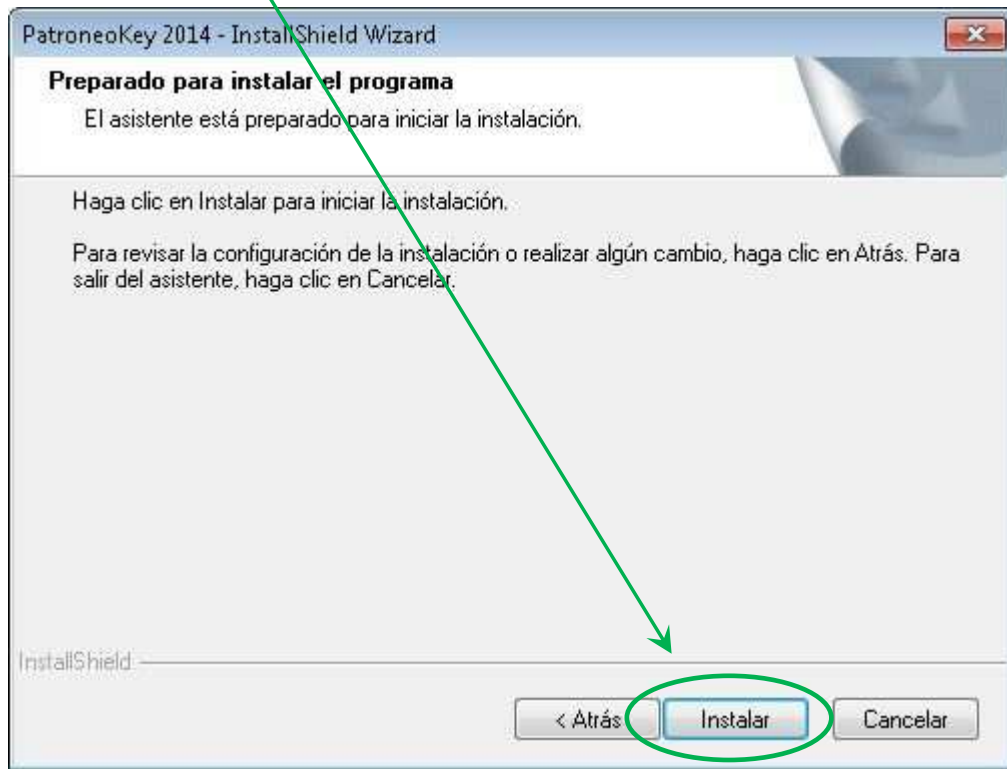 PatroneoKey 2014 - InstallShield Wizard
Preparado para instalar el programa
El asistente está preparado para iniciar la instalación.
Haga clic en Instalar para iniciar la instalación.
Para revisar la configuración de la instalación o realizar algún cambio, haga clic en Atrás. Para
salir del asistente, haga clic en Cancelar.
InstallShield
< Atrás
Instalar
Cancelar